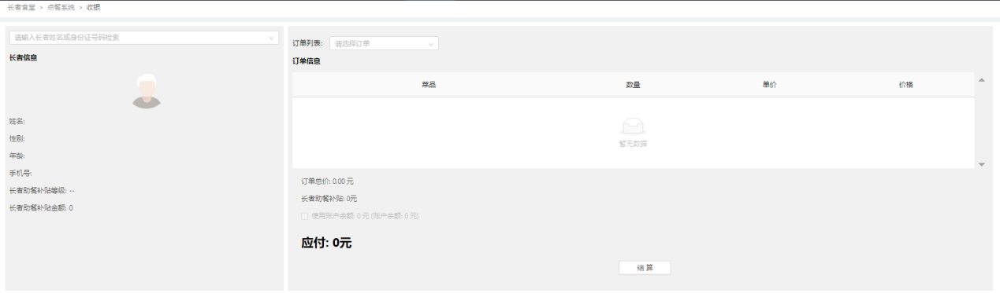 长者食堂 > 点餐系统 > 收银
请输入长者姓名或身份证号码检索
长者信息
姓名:
性别:
年龄:
手机号:
长者助餐补贴等级: --
长者助餐补贴金额: 0
订单列表: 请选择订单
订单信息
菜品 数量 单价 价格
暂无数据
订单总价: 0.00 元
长者助餐补贴: 0元
使用账户余额: 0 元 (账户余额: 0 元)
应付: 0元
结 算